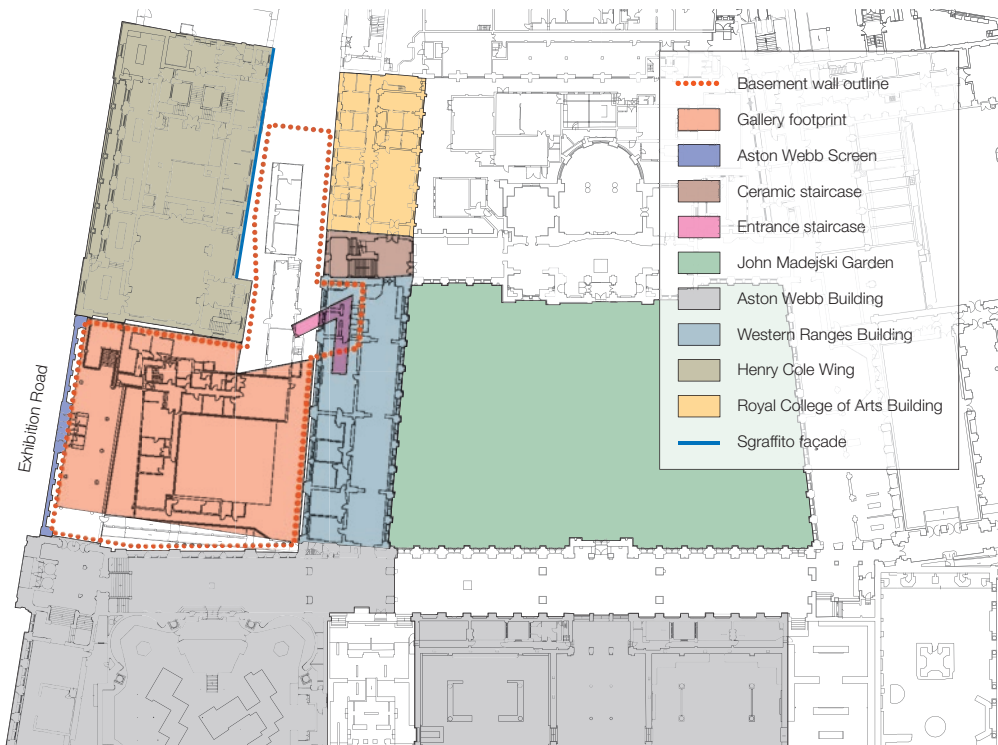 Basement wall outline
Gallery footprint
Aston Webb Screen
Ceramic staircase
Entrance staircase
John Madejski Garden
Aston Webb Building
Western Ranges Building
Henry Cole Wing
Royal College of Arts Building
Sgraffito façade
Exhibition Road